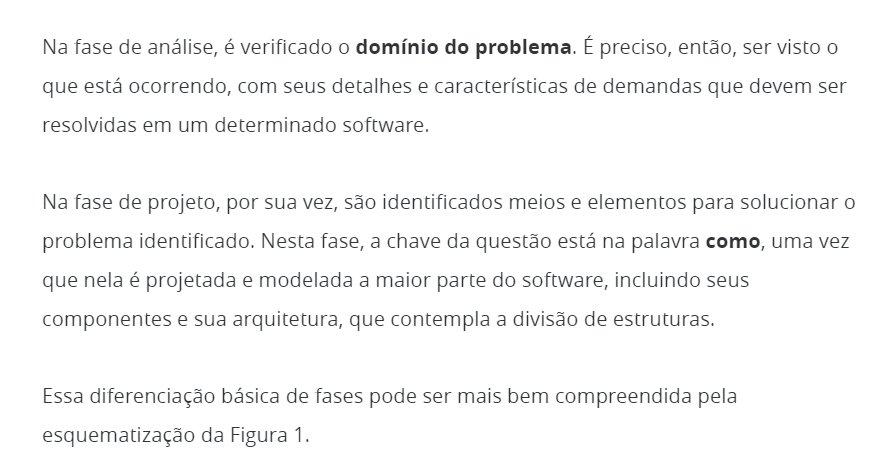 Na fase de análise, é verificado o domínio do problema. É preciso, então, ser visto o
que está ocorrendo, com seus detalhes e características de demandas que devem ser
resolvidas em um determinado software.
Na fase de projeto, por sua vez, são identificados meios e elementos para solucionar o
problema identificado. Nesta fase, a chave da questão está na palavra como, uma vez
que nela é projetada e modelada a maior parte do software, incluindo seus
componentes e sua arquitetura, que contempla a divisão de estruturas.
Essa diferenciação básica de fases pode ser mais bem compreendida pela
esquematização da Figura 1.